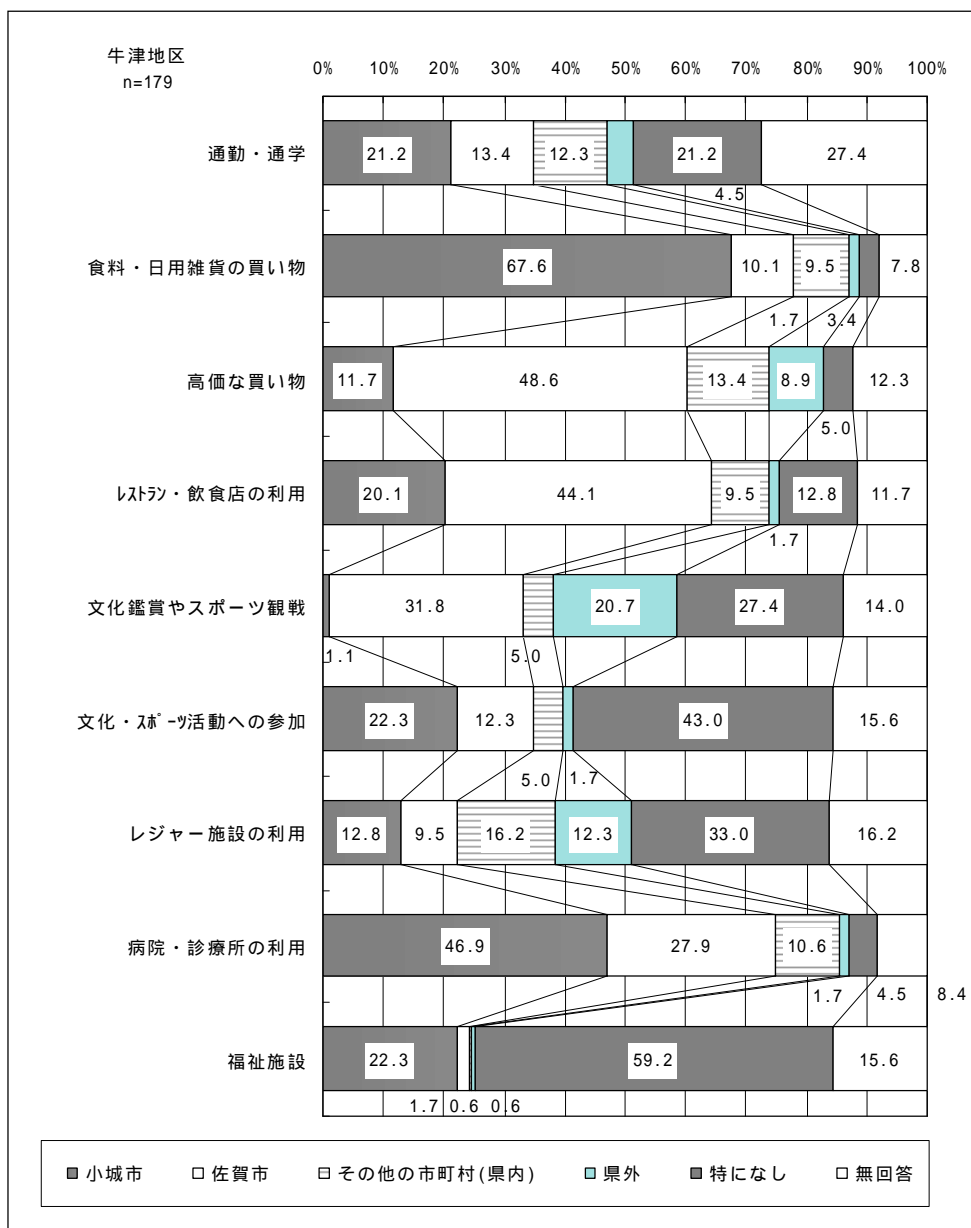 牛津地区
n=179
0% 10% 20% 30% 40% 50% 60% 70% 80% 90% 100%
通勤・通学 21.2 13.4 12.3 21.2 27.4
4.5
食料・日用雑貨の買い物 67.6 10.1 9.5 7.8
1.7 3.4
高価な買い物 11.7 48.6 13.4 8.9 12.3
5.0
ﾚｽﾄﾗﾝ・飲食店の利用 20.1 44.1 9.5 12.8 11.7
1.7
文化鑑賞やスポーツ観戦 31.8 20.7 27.4 14.0
1.1 5.0
文化・ｽﾎﾟｰﾂ活動への参加 22.3 12.3 43.0 15.6
5.0 1.7
レジャー施設の利用 12.8 9.5 16.2 12.3 33.0 16.2
病院・診療所の利用 46.9 27.9 10.6
1.7 4.5 8.4
福祉施設 22.3 59.2 15.6
1.7 0.6 0.6
小城市 佐賀市 その他の市町村(県内) 県外 特になし 無回答